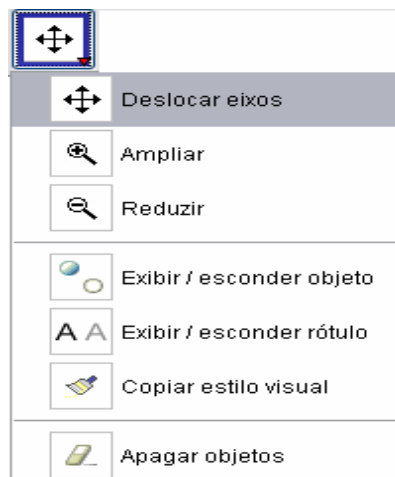 Deslocar eixos
Ampliar
Reduzir
Exibir / esconder objeto
A A Exibir / esconder rótulo
Copiar estilo visual
Apagar objetos